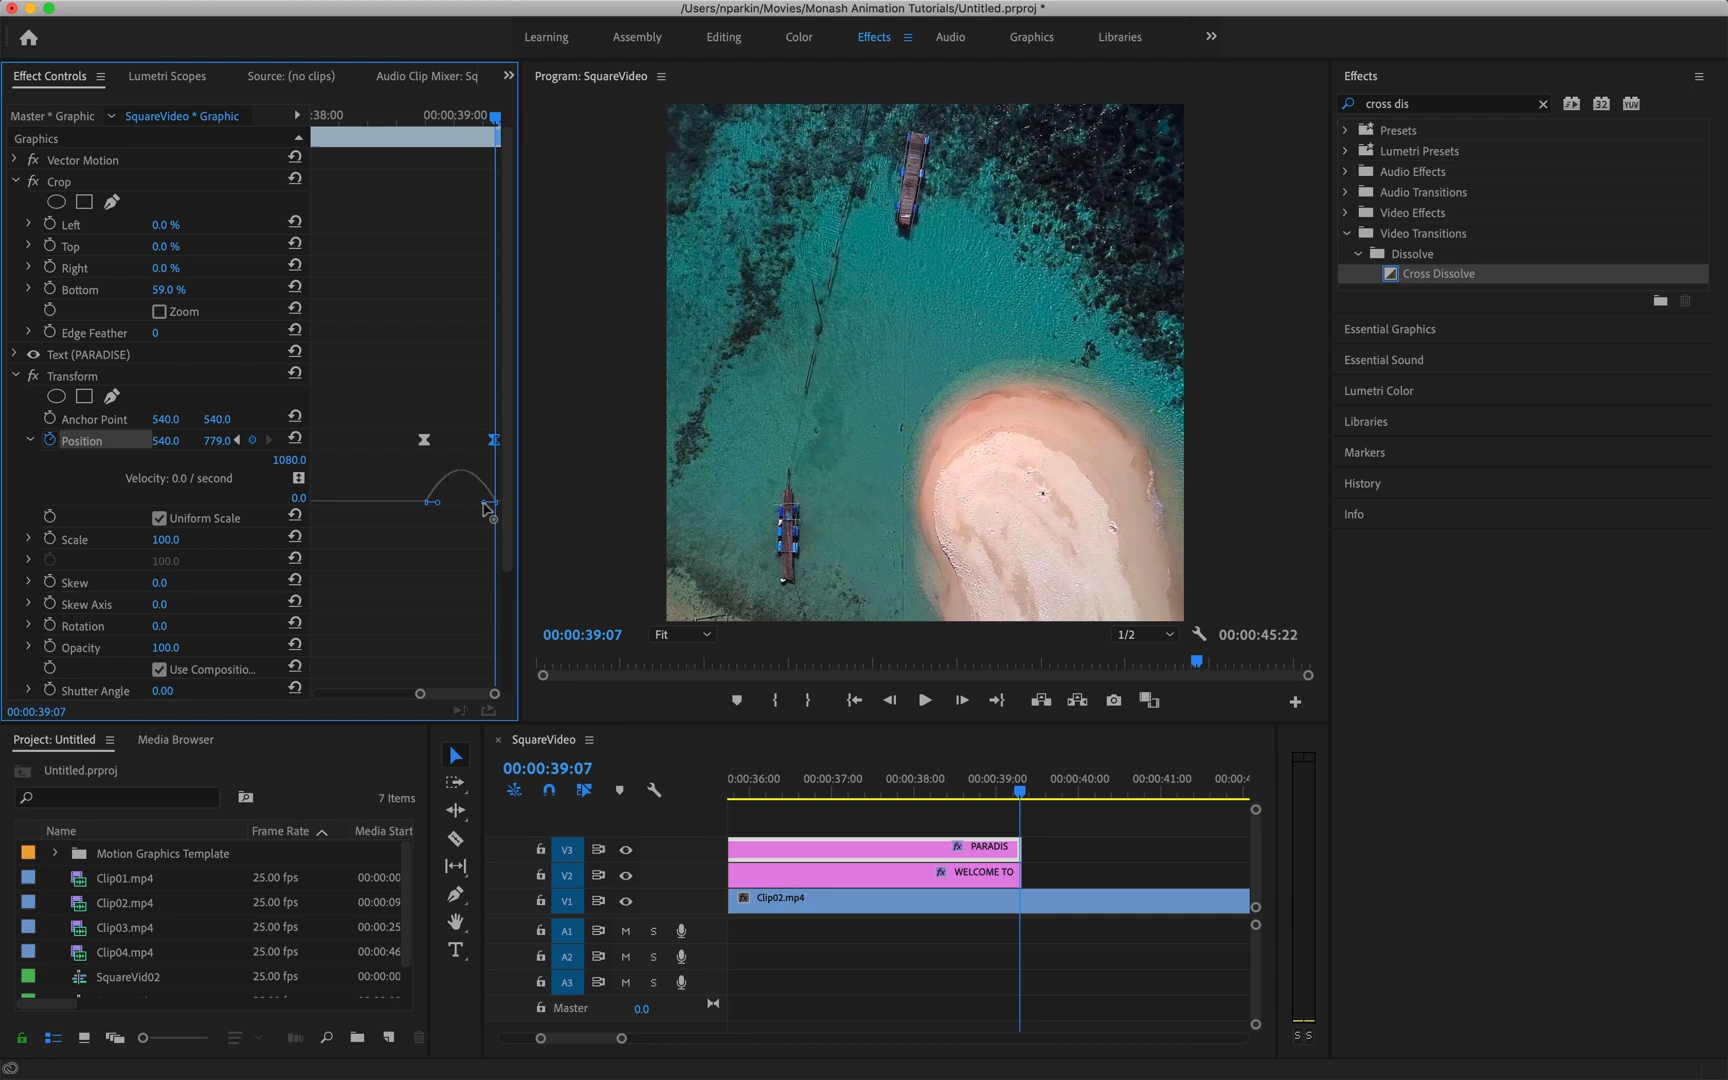 /Users/nparkin/Movies/Monash Animation Tutorials/Untitled.prproj *
Learning Assembly Editing Color Effects Audio Graphics Libraries
Effect Controls Lumetri Scopes Source: (no clips) Audio Clip Mixer: Sq
Master * Graphic SquareVideo * Graphic :38:00 00:00:39:00
Graphics
fx Vector Motion
fx Crop
Left 0.0 %
Top 0.0 %
Right 0.0 %
Bottom 59.0 %
Zoom
Edge Feather 0
Text (PARADISE)
fx Transform
Anchor Point 540.0 540.0
Position 540.0 779.0
1080.0
Velocity: 0.0 / second
0.0
Uniform Scale
Scale 100.0
100.0
Skew 0.0
Skew Axis 0.0
Rotation 0.0
Opacity 100.0
Use Compositio...
Shutter Angle 0.00
00:00:39:07
Program: SquareVideo
00:00:39:07 Fit 1/2 00:00:45:22
Effects
cross dis 32 YUV
Presets
Lumetri Presets
Audio Effects
Audio Transitions
Video Effects
Video Transitions
Dissolve
Cross Dissolve
Essential Graphics
Essential Sound
Lumetri Color
Libraries
Markers
History
Info
Project: Untitled Media Browser
Untitled.prproj
7 Items
Name Frame Rate Media Start
Motion Graphics Template
Clip01.mp4 25.00 fps 00:00:00
Clip02.mp4 25.00 fps 00:00:09
Clip03.mp4 25.00 fps 00:00:25
Clip04.mp4 25.00 fps 00:00:46
SquareVid02 25.00 fps 00:00:00
× SquareVideo
00:00:39:07
0:00:36:00 00:00:37:00 00:00:38:00 00:00:39:00 00:00:40:00 00:00:41:00 00:00:4
V3 fx PARADIS
V2 fx WELCOME TO
V1 fx Clip02.mp4
A1 M S
A2 M S
A3 M S
Master 0.0
S S